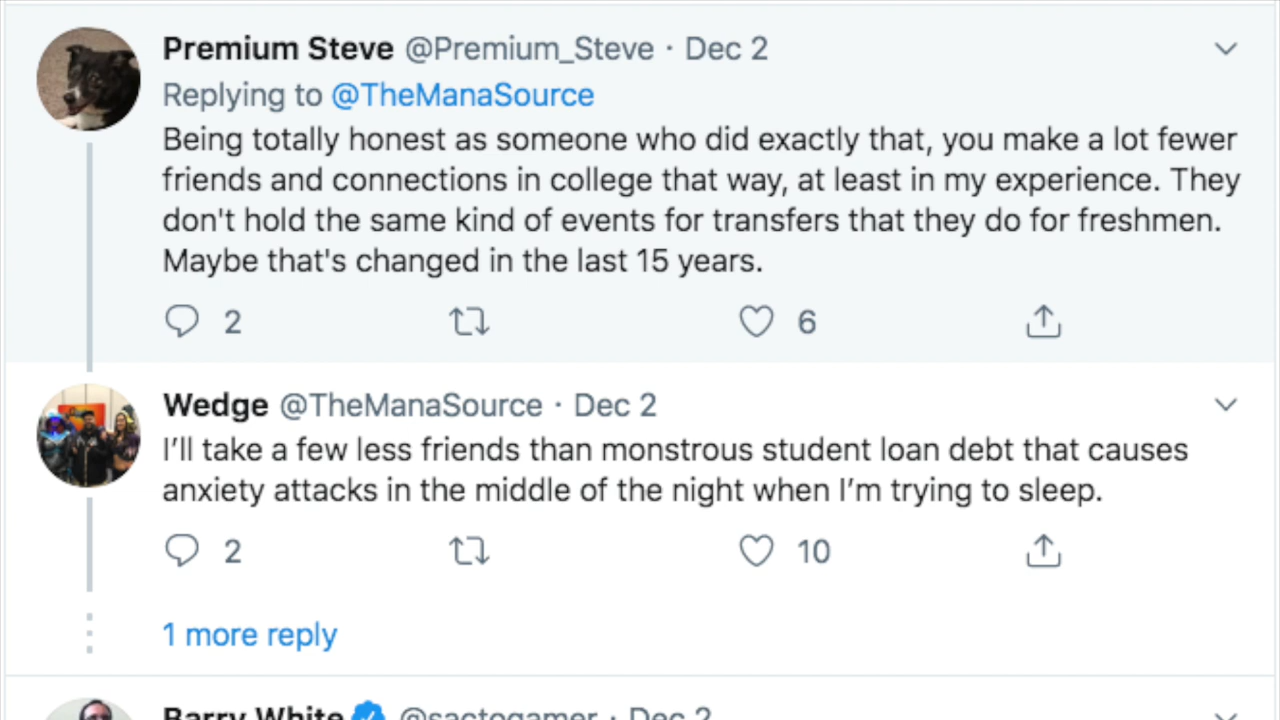 Premium Steve @Premium_Steve · Dec 2
Replying to @TheManaSource
Being totally honest as someone who did exactly that, you make a lot fewer
friends and connections in college that way, at least in my experience. They
don't hold the same kind of events for transfers that they do for freshmen.
Maybe that's changed in the last 15 years.
2 6
Wedge @TheManaSource · Dec 2
I’ll take a few less friends than monstrous student loan debt that causes
anxiety attacks in the middle of the night when I’m trying to sleep.
2 10
1 more reply
Barry White @sactogamer · Dec 2